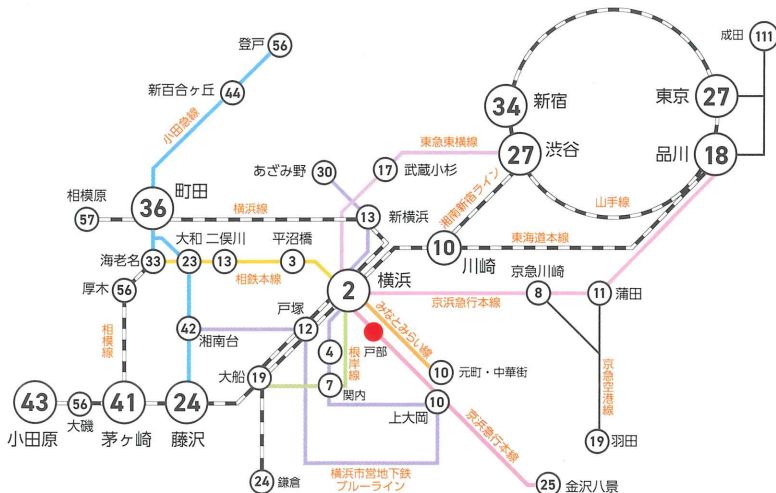 登戸
56
成田
111
新百合ヶ丘
44
小田急線
34
新宿
東京
27
東急東横線
あざみ野
30
17
武蔵小杉
27
渋谷
品川
18
町田
36
相模原
57
横浜線
13
新横浜
湘南新宿ライン
山手線
大和
二俣川
平沼橋
海老名
33
23
13
3
相鉄本線
10
川崎
東海道本線
厚木
56
横浜
2
京急川崎
8
11
蒲田
京浜急行本線
相模線
42
湘南台
戸塚
12
みなとみらい線
戸部
4
根岸線
10
元町・中華街
京急空港線
大船
19
7
関内
43
小田原
56
大磯
41
茅ヶ崎
24
藤沢
10
上大岡
京浜急行本線
19
羽田
24
鎌倉
横浜市営地下鉄
ブルーライン
25
金沢八景